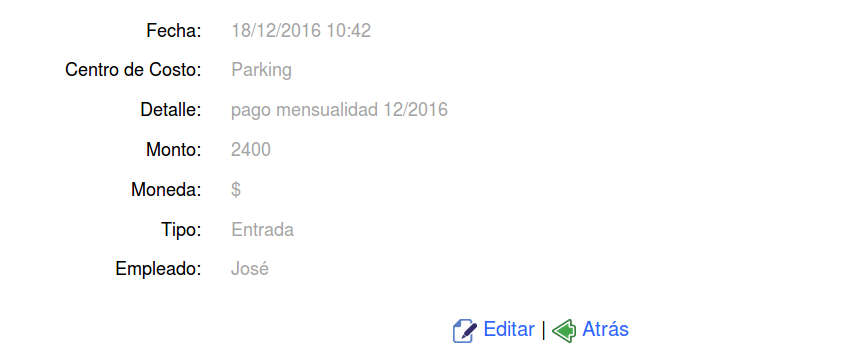 Fecha: 18/12/2016 10:42
Centro de Costo: Parking
Detalle: pago mensualidad 12/2016
Monto: 2400
Moneda: $
Tipo: Entrada
Empleado: José
Editar | Atrás